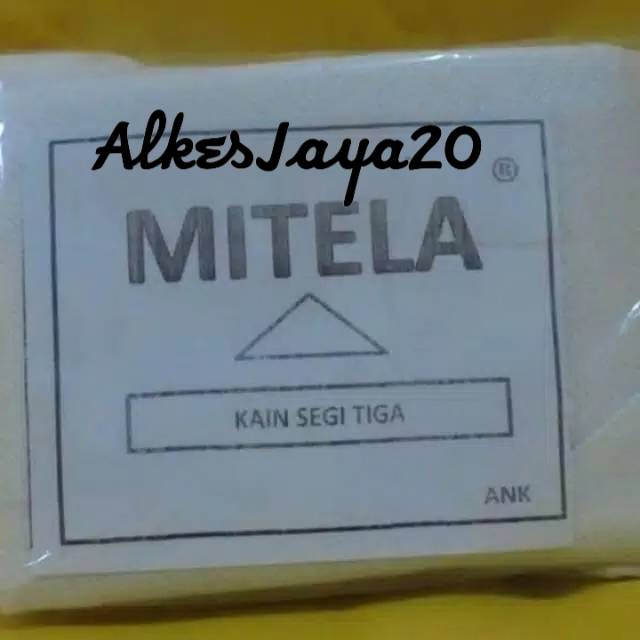 AlkesJaya20
®
MITELA
KAIN SEGI TIGA
ANK